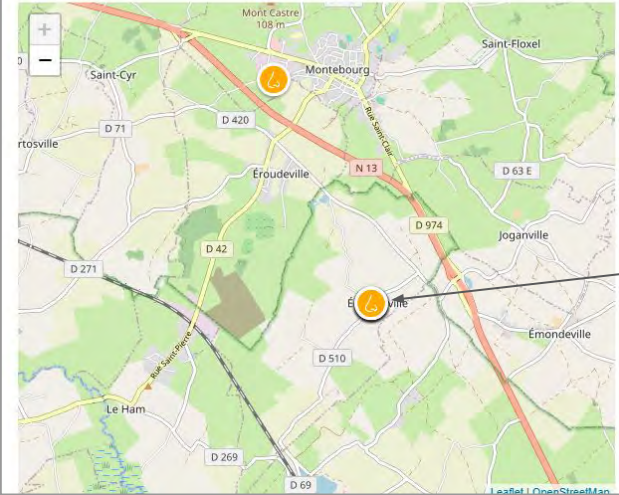 Mont Castre
108 m
+
−
Saint-Floxel
Montebourg
Saint-Cyr
D 71
D 420
Rue Saint-Clair
rtosville
N 13
D 63 E
Éroudeville
D 974
D 42
Joganville
D 271
ville
Émondeville
D 510
Rue Saint-Pierre
Le Ham
D 269
D 69
Leaflet | OpenStreetMap